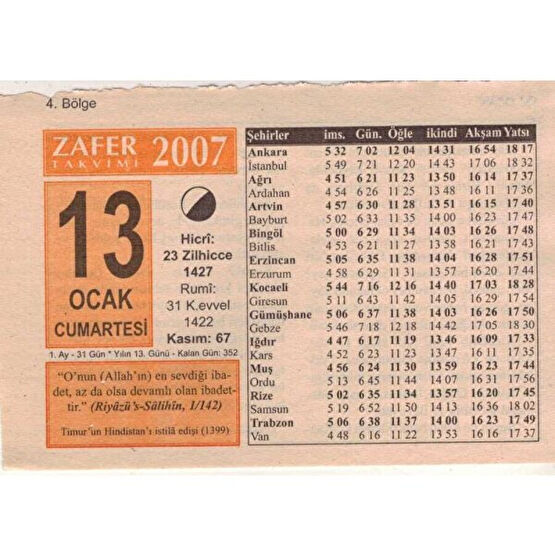 4. Bölge
ZAFER
TAKVİMİ
2007
13
OCAK
CUMARTESİ
Hicrî:
23 Zilhicce
1427
Rumî:
31 K.evvel
1422
Kasım: 67
1. Ay - 31 Gün * Yılın 13. Günü - Kalan Gün: 352
"O'nun (Allah'ın) en sevdiği iba-
det, az da olsa devamlı olan ibadet-
tir." (Riyâzü's-Sâlihîn, 1/142)
Timur'un Hindistan'ı istilâ edişi (1399)
Şehirler ims. Gün. Öğle ikindi Akşam Yatsı
Ankara 5 32 7 02 12 04 14 31 16 54 18 17
İstanbul 5 49 7 21 12 20 14 43 17 06 18 32
Ağrı 4 51 6 21 11 23 13 50 16 14 17 37
Ardahan 4 54 6 26 11 25 13 48 16 11 17 36
Artvin 4 57 6 30 11 28 13 51 16 15 17 40
Bayburt 5 02 6 33 11 35 14 00 16 23 17 47
Bingöl 5 00 6 29 11 34 14 03 16 26 17 48
Bitlis 4 53 6 21 11 27 13 58 16 21 17 43
Erzincan 5 05 6 35 11 38 14 04 16 28 17 51
Erzurum 4 58 6 29 11 31 13 57 16 20 17 44
Kocaeli 5 44 7 16 12 16 14 40 17 03 18 28
Giresun 5 11 6 43 11 42 14 05 16 29 17 54
Gümüşhane 5 06 6 37 11 38 14 03 16 26 17 50
Gebze 5 46 7 18 12 18 14 42 17 05 18 30
Iğdır 4 47 6 17 11 19 13 46 16 09 17 33
Kars 4 52 6 23 11 23 13 47 16 11 17 35
Muş 4 56 6 24 11 30 13 59 16 23 17 44
Ordu 5 13 6 45 11 44 14 07 16 31 17 56
Rize 5 02 6 35 11 34 13 57 16 20 17 45
Samsun 5 19 6 52 11 50 14 13 16 36 18 02
Trabzon 5 06 6 38 11 37 14 00 16 23 17 49
Van 4 48 6 16 11 22 13 53 16 16 17 37